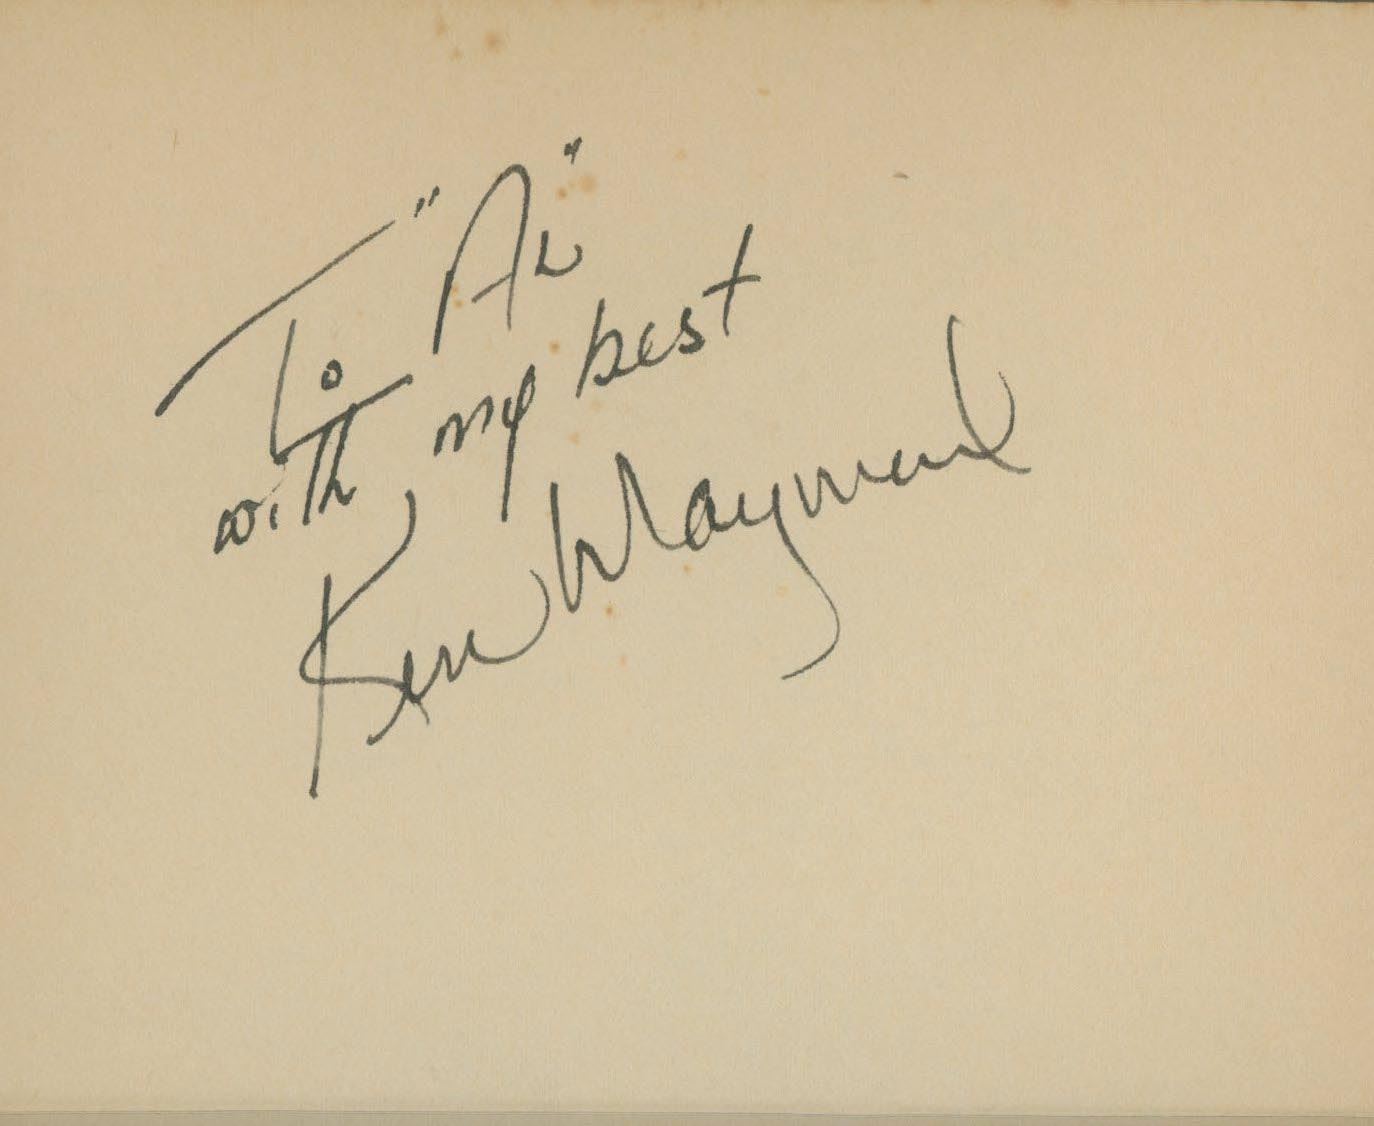 To "AL"
with my best
Ken Maynard